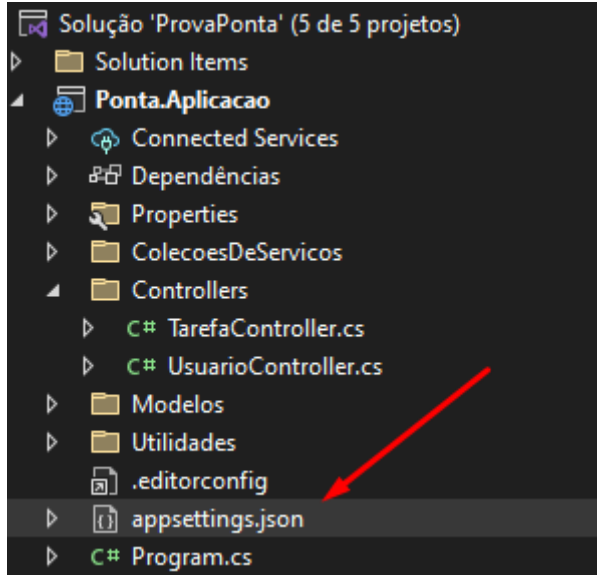 Solução 'ProvaPonta' (5 de 5 projetos)
Solution Items
Ponta.Aplicacao
Connected Services
Dependências
Properties
ColecoesDeServicos
Controllers
C# TarefaController.cs
C# UsuarioController.cs
Modelos
Utilidades
.editorconfig
appsettings.json
C# Program.cs